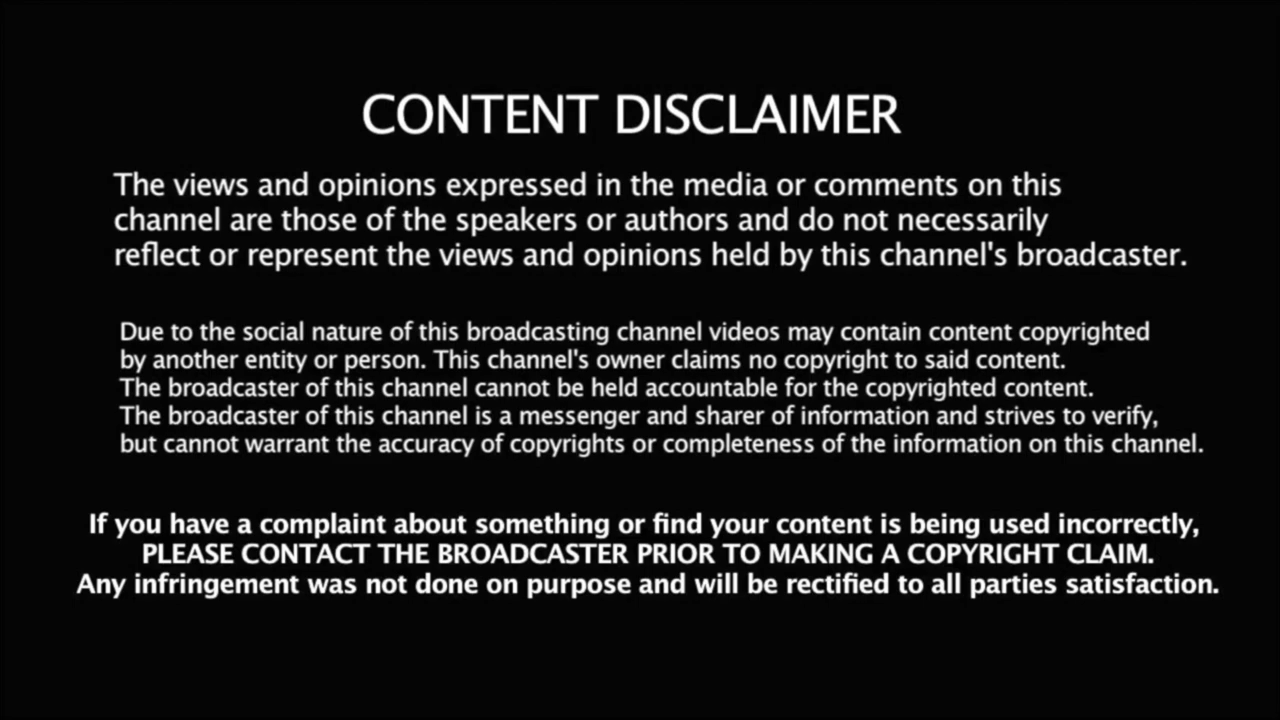 CONTENT DISCLAIMER
The views and opinions expressed in the media or comments on this
channel are those of the speakers or authors and do not necessarily
reflect or represent the views and opinions held by this channel's broadcaster.
Due to the social nature of this broadcasting channel videos may contain content copyrighted
by another entity or person. This channel's owner claims no copyright to said content.
The broadcaster of this channel cannot be held accountable for the copyrighted content.
The broadcaster of this channel is a messenger and sharer of information and strives to verify,
but cannot warrant the accuracy of copyrights or completeness of the information on this channel.
If you have a complaint about something or find your content is being used incorrectly,
PLEASE CONTACT THE BROADCASTER PRIOR TO MAKING A COPYRIGHT CLAIM.
Any infringement was not done on purpose and will be rectified to all parties satisfaction.